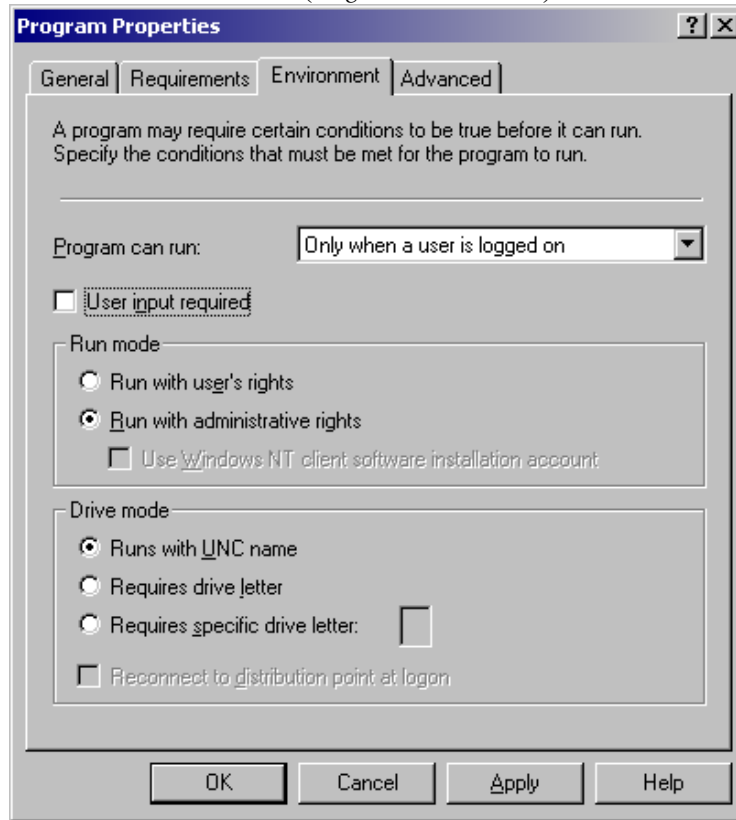 Program Properties
General Requirements Environment Advanced
A program may require certain conditions to be true before it can run.
Specify the conditions that must be met for the program to run.
Program can run: Only when a user is logged on
User input required
Run mode
Run with user's rights
Run with administrative rights
Use Windows NT client software installation account
Drive mode
Runs with UNC name
Requires drive letter
Requires specific drive letter:
Reconnect to distribution point at logon
OK Cancel Apply Help